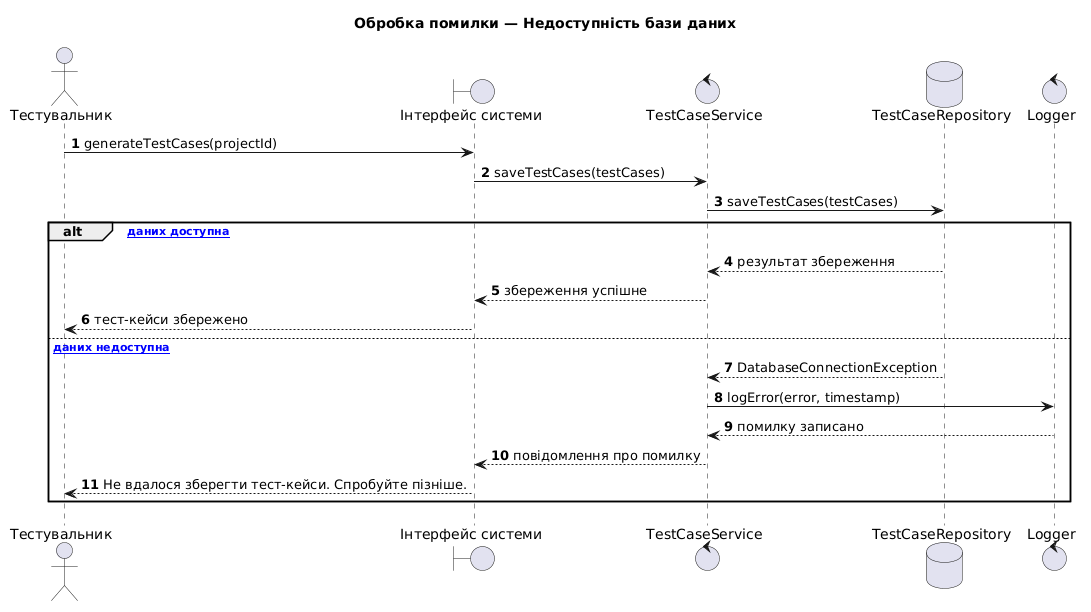 Обробка помилки — Недоступність бази даних
Тестувальник
Інтерфейс системи
TestCaseService
TestCaseRepository
Logger
1 generateTestCases(projectId)
2 saveTestCases(testCases)
3 saveTestCases(testCases)
alt даних доступна
4 результат збереження
5 збереження успішне
6 тест-кейси збережено
даних недоступна
7 DatabaseConnectionException
8 logError(error, timestamp)
9 помилку записано
10 повідомлення про помилку
11 Не вдалося зберегти тест-кейси. Спробуйте пізніше.
Тестувальник
Інтерфейс системи
TestCaseService
TestCaseRepository
Logger